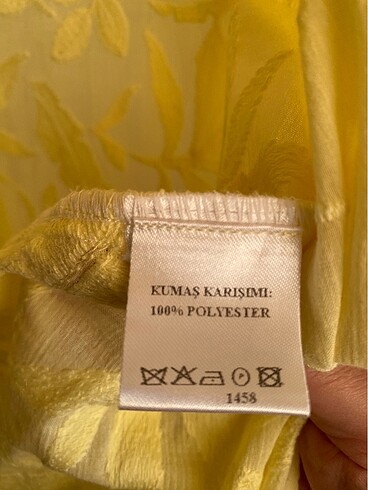 KUMAŞ KARIŞIMI:
100% POLYESTER
1458